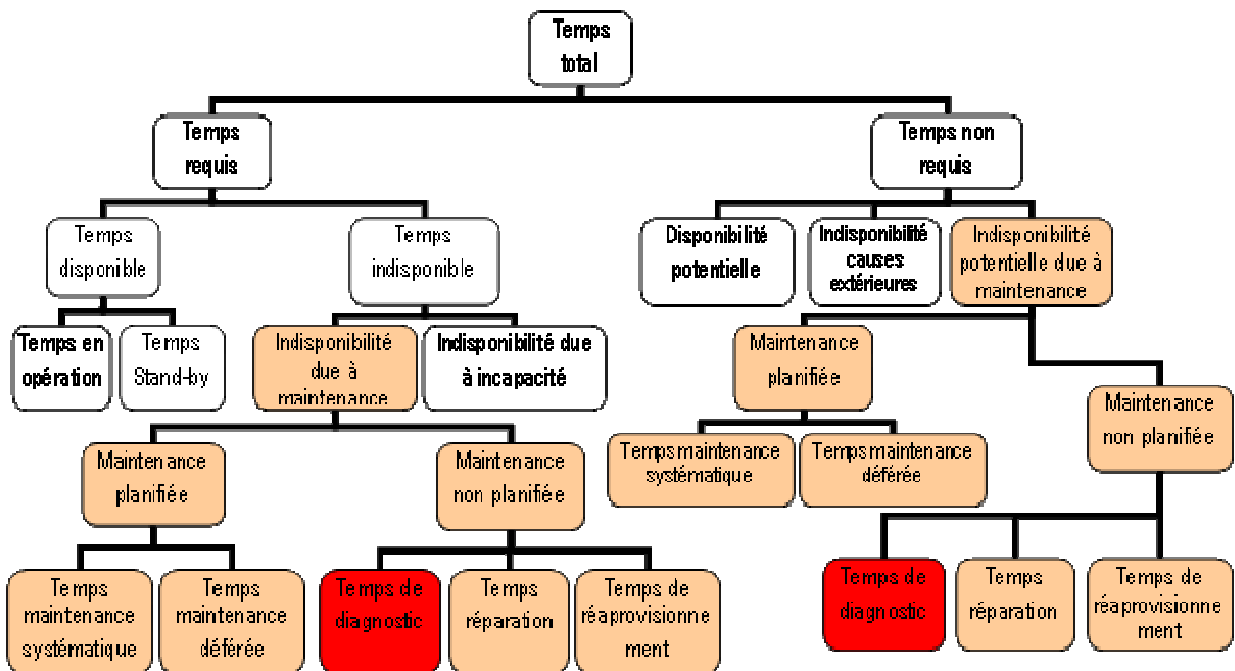 Temps
total
Temps
requis
Temps non
requis
Temps
disponible
Temps
indisponible
Disponibilité
potentielle
Indisponibilité
causes
extérieures
Indisponibilité
potentielle due à
maintenance
Temps en
opération
Temps
Stand-by
Indisponibilité
due à
maintenance
Indisponibilité due
à incapacité
Maintenance
planifiée
Maintenance
non planifiée
Temps maintenance
systématique
Temps maintenance
déférée
Maintenance
planifiée
Maintenance
non planifiée
Temps
maintenance
systématique
Temps
maintenance
déférée
Temps de
diagnostic
Temps
réparation
Temps de
réaprovisionne
ment
Temps de
diagnostic
Temps
réparation
Temps de
réaprovisionne
ment